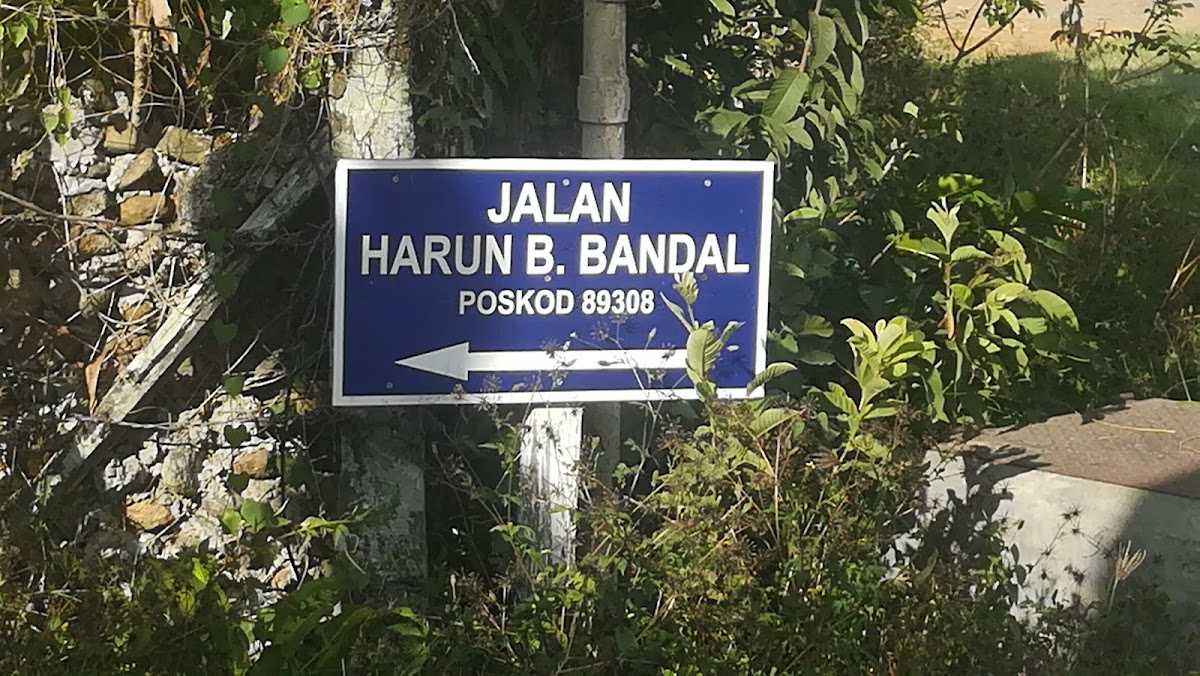 JALAN
HARUN B. BANDAL
POSKOD 89308